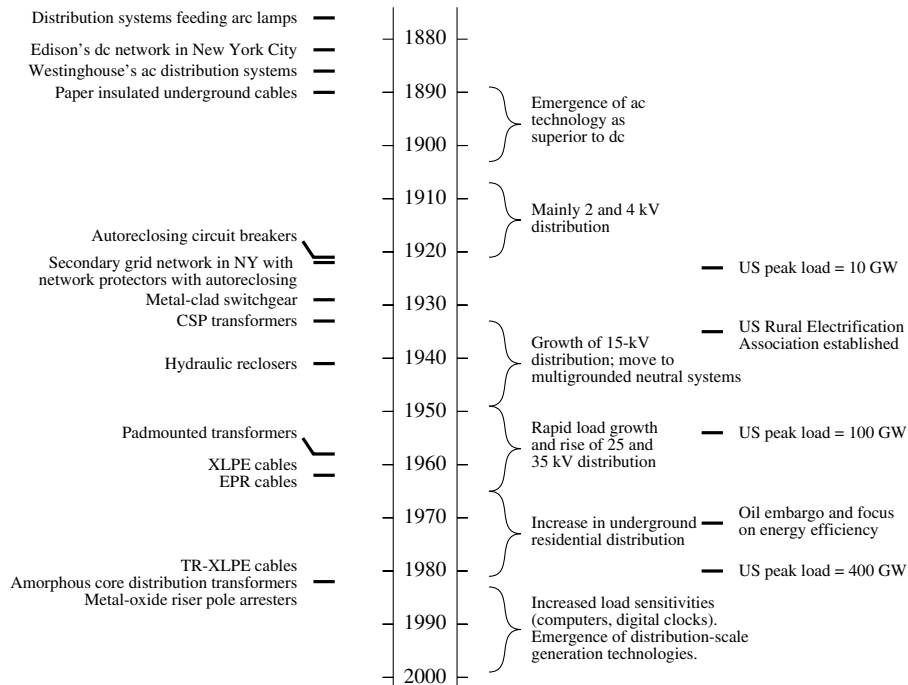 Distribution systems feeding arc lamps
Edison's dc network in New York City
Westinghouse's ac distribution systems
Paper insulated underground cables
Autoreclosing circuit breakers
Secondary grid network in NY with
network protectors with autoreclosing
Metal-clad switchgear
CSP transformers
Hydraulic reclosers
Padmounted transformers
XLPE cables
EPR cables
TR-XLPE cables
Amorphous core distribution transformers
Metal-oxide riser pole arresters
1880
1890
1900
1910
1920
1930
1940
1950
1960
1970
1980
1990
2000
Emergence of ac
technology as
superior to dc
Mainly 2 and 4 kV
distribution
Growth of 15-kV
distribution; move to
multigrounded neutral systems
Rapid load growth
and rise of 25 and
35 kV distribution
Increase in underground
residential distribution
Increased load sensitivities
(computers, digital clocks).
Emergence of distribution-scale
generation technologies.
US peak load = 10 GW
US Rural Electrification
Association established
US peak load = 100 GW
Oil embargo and focus
on energy efficiency
US peak load = 400 GW